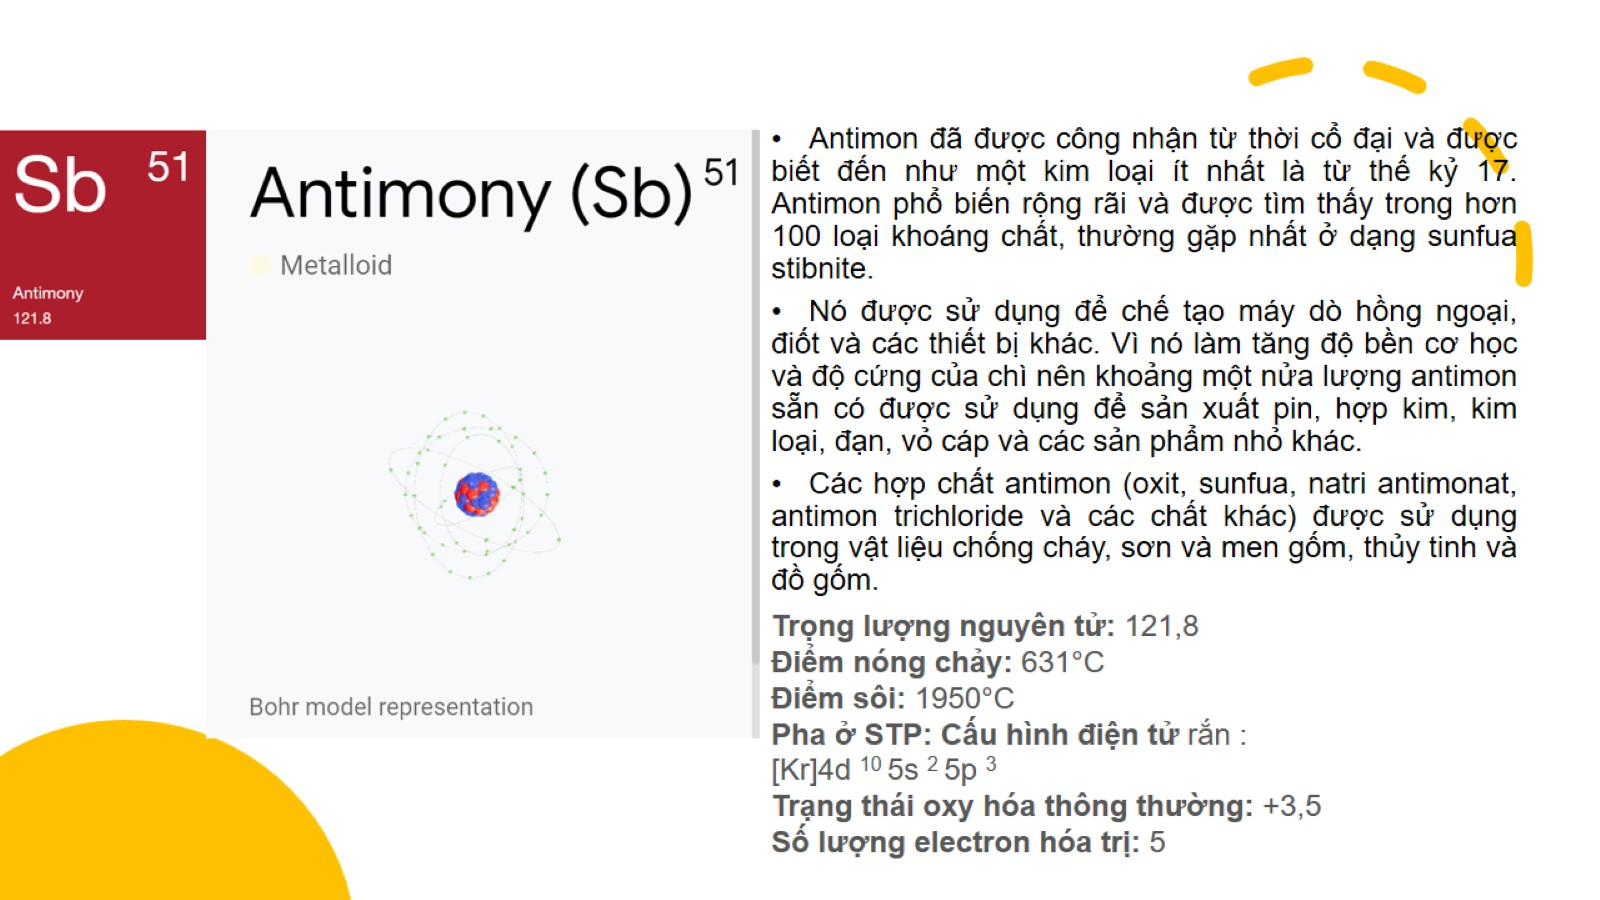 Sb 51
Antimony
121.8
Antimony (Sb) 51
Metalloid
Bohr model representation
• Antimon đã được công nhận từ thời cổ đại và được
biết đến như một kim loại ít nhất là từ thế kỷ 17.
Antimon phổ biến rộng rãi và được tìm thấy trong hơn
100 loại khoáng chất, thường gặp nhất ở dạng sunfua
stibnite.
• Nó được sử dụng để chế tạo máy dò hồng ngoại,
điốt và các thiết bị khác. Vì nó làm tăng độ bền cơ học
và độ cứng của chì nên khoảng một nửa lượng antimon
sẵn có được sử dụng để sản xuất pin, hợp kim, kim
loại, đạn, vỏ cáp và các sản phẩm nhỏ khác.
• Các hợp chất antimon (oxit, sunfua, natri antimonat,
antimon trichloride và các chất khác) được sử dụng
trong vật liệu chống cháy, sơn và men gốm, thủy tinh và
đồ gốm.
Trọng lượng nguyên tử: 121,8
Điểm nóng chảy: 631°C
Điểm sôi: 1950°C
Pha ở STP: Cấu hình điện tử rắn :
[Kr]4d 10 5s 2 5p 3
Trạng thái oxy hóa thông thường: +3,5
Số lượng electron hóa trị: 5